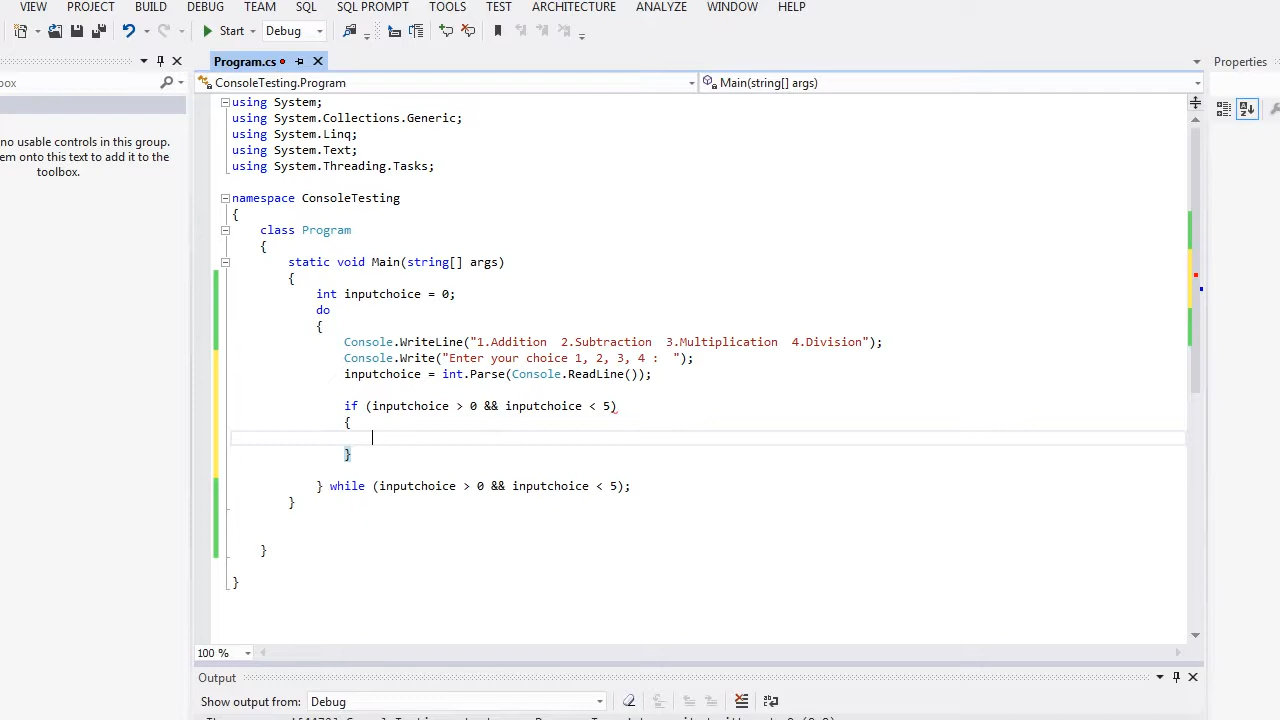 VIEW PROJECT BUILD DEBUG TEAM SQL SQL PROMPT TOOLS TEST ARCHITECTURE ANALYZE WINDOW HELP
Start Debug
Program.cs
Properties
ox
ConsoleTesting.Program Main(string[] args)
no usable controls in this group.
em onto this text to add it to the
toolbox.
using System;
using System.Collections.Generic;
using System.Linq;
using System.Text;
using System.Threading.Tasks;
namespace ConsoleTesting
{
class Program
{
static void Main(string[] args)
{
int inputchoice = 0;
do
{
Console.WriteLine("1.Addition  2.Subtraction  3.Multiplication  4.Division");
Console.Write("Enter your choice 1, 2, 3, 4 :  ");
inputchoice = int.Parse(Console.ReadLine());
if (inputchoice > 0 && inputchoice < 5)
{
}
} while (inputchoice > 0 && inputchoice < 5);
}
}
}
100 %
Output
Show output from: Debug